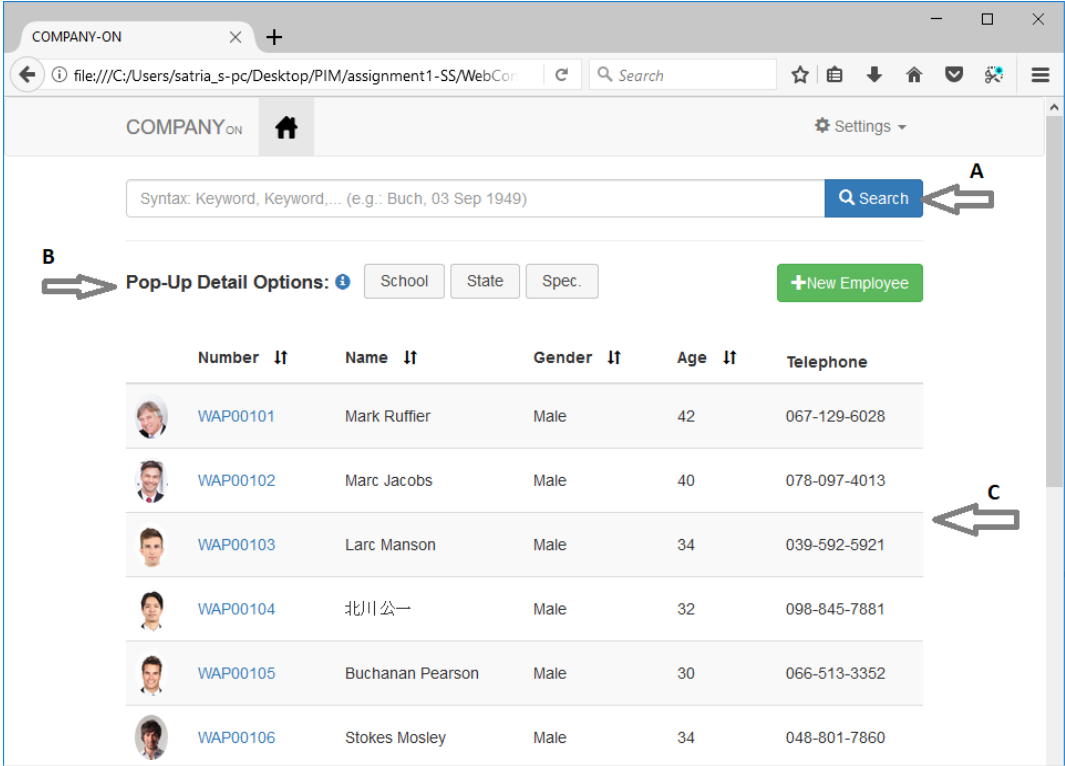 COMPANY-ON
file:///C:/Users/satria_s-pc/Desktop/PIM/assignment1-SS/WebCon
Search
COMPANYON
Settings
A
Syntax: Keyword, Keyword,... (e.g.: Buch, 03 Sep 1949)
Search
B
Pop-Up Detail Options: School State Spec.
New Employee
Number Name Gender Age Telephone
WAP00101 Mark Ruffier Male 42 067-129-6028
WAP00102 Marc Jacobs Male 40 078-097-4013
C
WAP00103 Larc Manson Male 34 039-592-5921
WAP00104 北川公一 Male 32 098-845-7881
WAP00105 Buchanan Pearson Male 30 066-513-3352
WAP00106 Stokes Mosley Male 34 048-801-7860